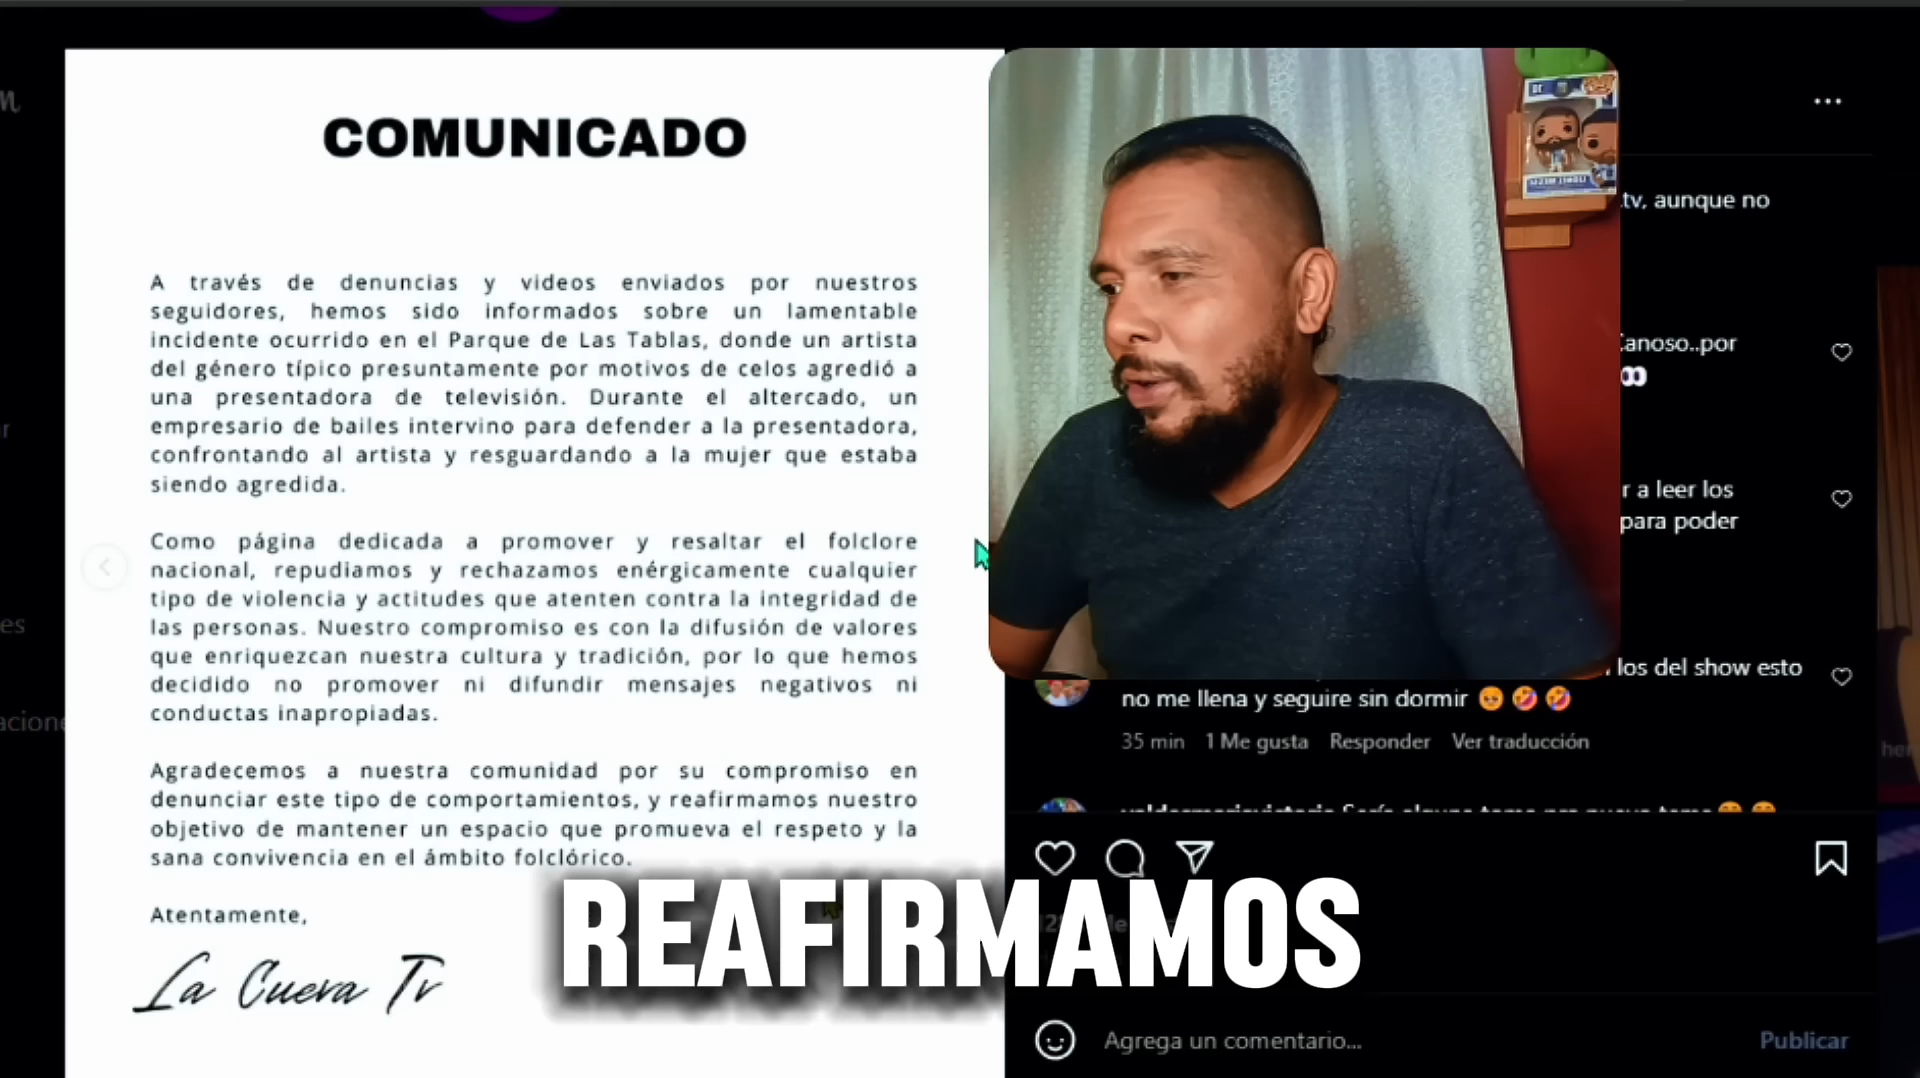 COMUNICADO
A través de denuncias y videos enviados por nuestros
seguidores, hemos sido informados sobre un lamentable
incidente ocurrido en el Parque de Las Tablas, donde un artista
del género típico presuntamente por motivos de celos agredió a
una presentadora de televisión. Durante el altercado, un
empresario de bailes intervino para defender a la presentadora,
confrontando al artista y resguardando a la mujer que estaba
siendo agredida.
Como página dedicada a promover y resaltar el folclore
nacional, repudiamos y rechazamos enérgicamente cualquier
tipo de violencia y actitudes que atenten contra la integridad de
las personas. Nuestro compromiso es con la difusión de valores
que enriquezcan nuestra cultura y tradición, por lo que hemos
decidido no promover ni difundir mensajes negativos ni
conductas inapropiadas.
Agradecemos a nuestra comunidad por su compromiso en
denunciar este tipo de comportamientos, y reafirmamos nuestro
objetivo de mantener un espacio que promueva el respeto y la
sana convivencia en el ámbito folclórico.
Atentamente,
La Cueva Tv
REAFIRMAMOS
tv, aunque no
anoso..por
r a leer los
para poder
los del show esto
no me llena y seguire sin dormir
35 min 1 Me gusta Responder Ver traducción
Agrega un comentario... Publicar